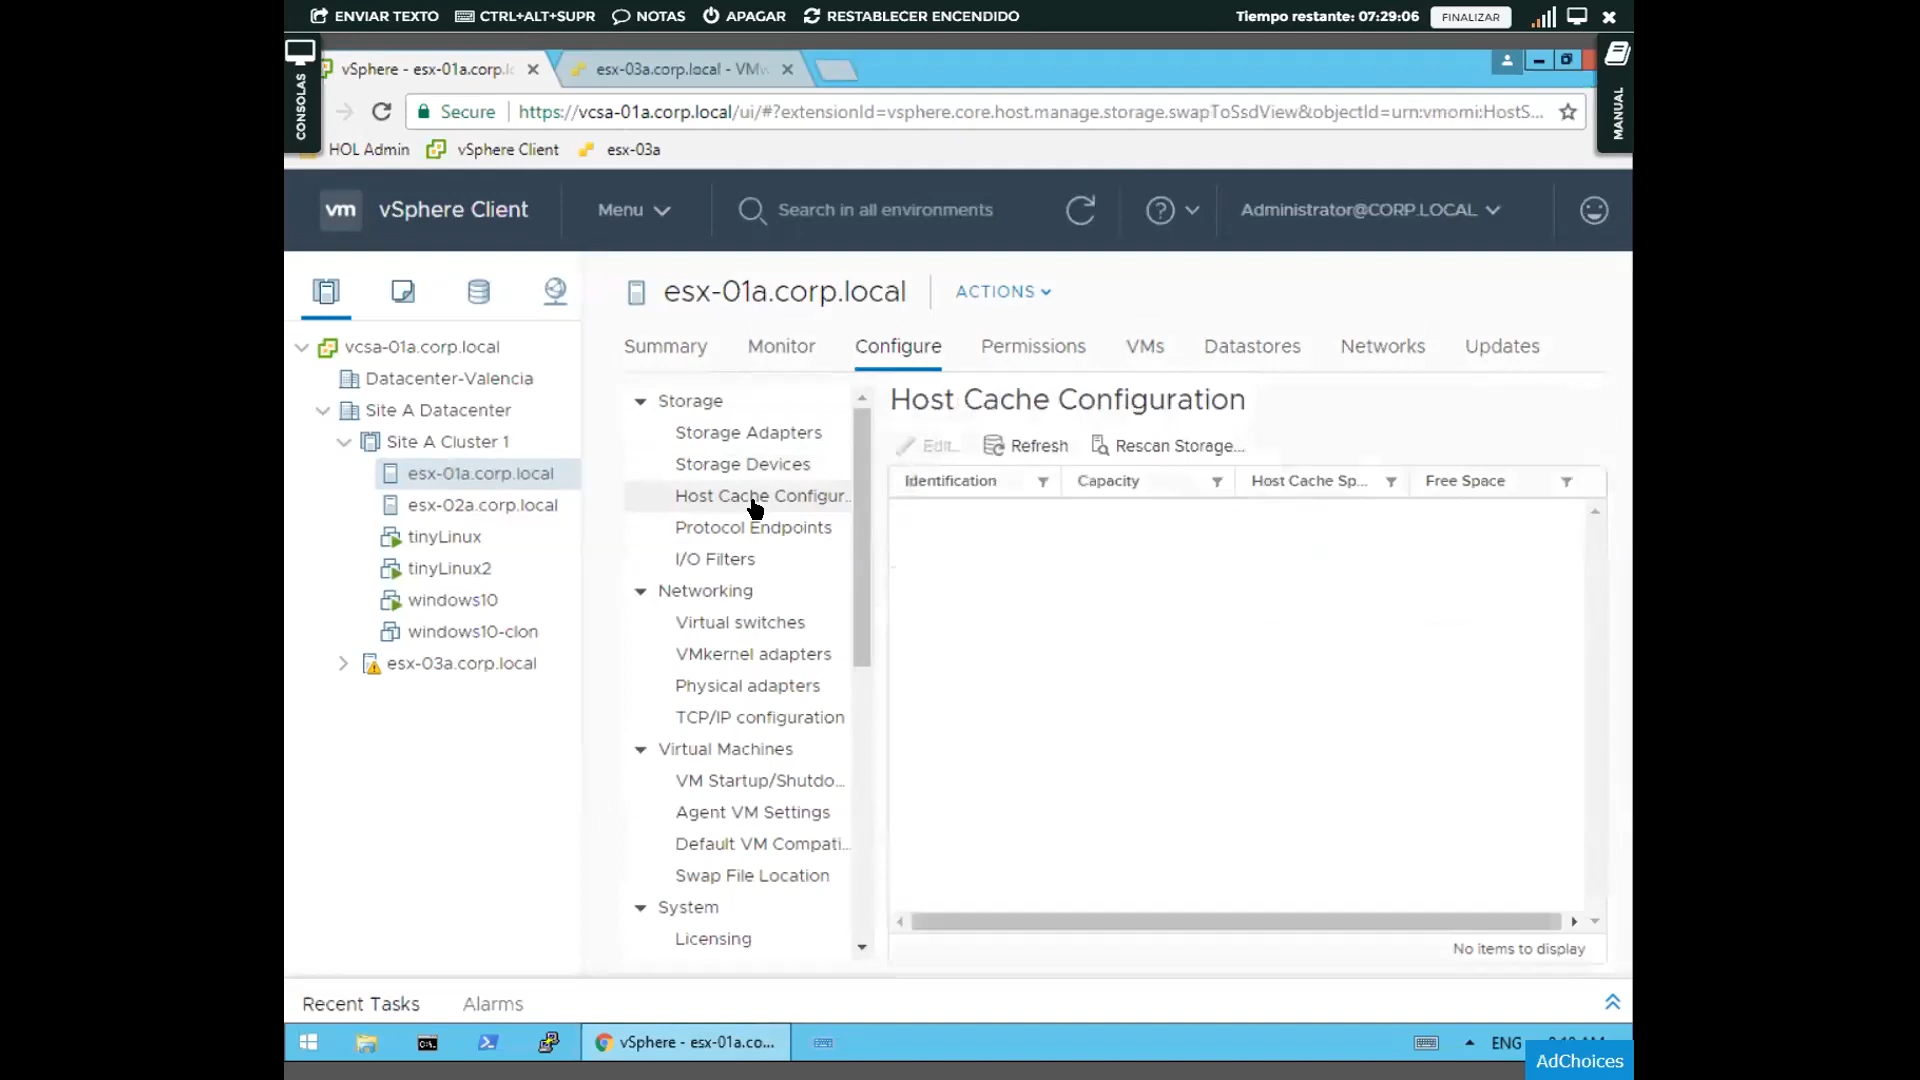 ENVIAR TEXTO CTRL+ALT+SUPR NOTAS APAGAR RESTABLECER ENCENDIDO Tiempo restante: 07:29:06 FINALIZAR
CONSOLAS
MANUAL
vSphere - esx-01a.corp.lo esx-03a.corp.local - VMw
Secure https://vcsa-01a.corp.local/ui/#?extensionId=vsphere.core.host.manage.storage.swapToSsdView&objectId=urn:vmomi:HostS...
HOL Admin vSphere Client esx-03a
vm vSphere Client Menu Search in all environments Administrator@CORP.LOCAL
esx-01a.corp.local ACTIONS
Summary Monitor Configure Permissions VMs Datastores Networks Updates
vcsa-01a.corp.local
Datacenter-Valencia
Site A Datacenter
Site A Cluster 1
esx-01a.corp.local
esx-02a.corp.local
tinyLinux
tinyLinux2
windows10
windows10-clon
esx-03a.corp.local
Storage
Storage Adapters
Storage Devices
Host Cache Configur...
Protocol Endpoints
I/O Filters
Networking
Virtual switches
VMkernel adapters
Physical adapters
TCP/IP configuration
Virtual Machines
VM Startup/Shutdo...
Agent VM Settings
Default VM Compati...
Swap File Location
System
Licensing
Host Cache Configuration
Edit... Refresh Rescan Storage...
Identification Capacity Host Cache Sp... Free Space
No items to display
Recent Tasks Alarms
vSphere - esx-01a.co... ENG
AdChoices